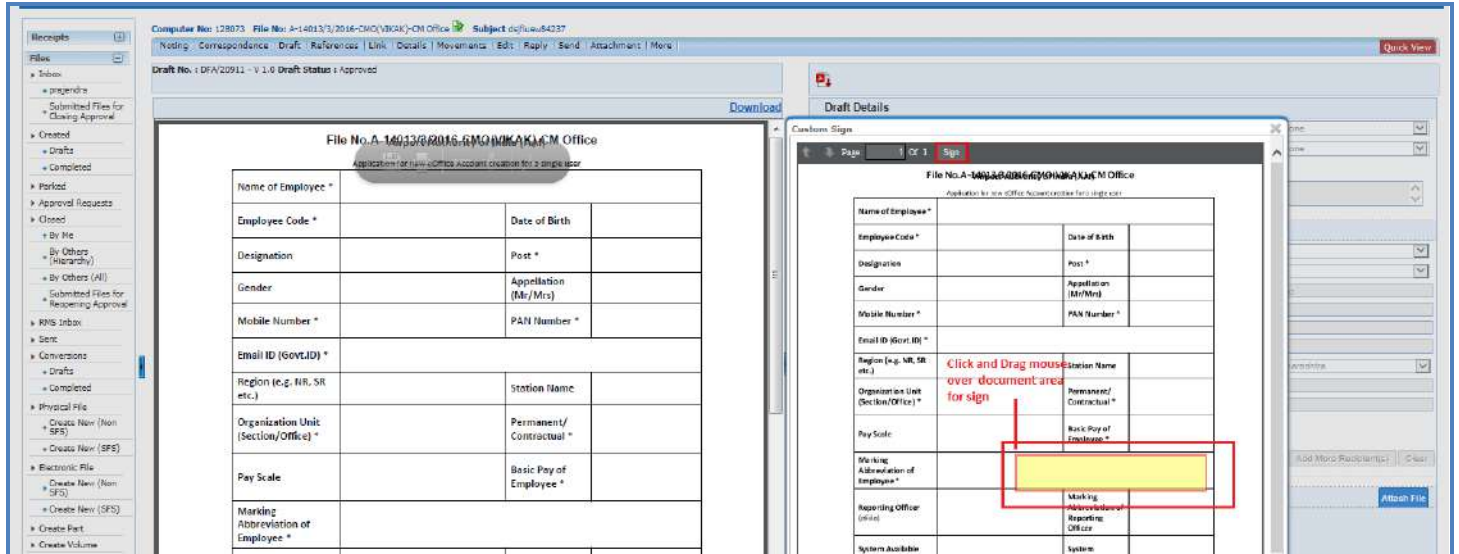 Computer No: 128073 File No: A-14013/3/2016-CMO(VIKAK)-CM Office Subject dsjfiueu84237
Noting | Correspondence | Draft | References | Link | Details | Movements | Edit | Reply | Send | Attachment | More
Quick View
Receipts
Files
Inbox
Submitted Files for
Closing Approval
Created
Drafts
Completed
Parked
Approval Requests
Closed
By Me
By Others
(Hierarchy)
By Others (All)
Submitted Files for
Reopening Approval
RMS Inbox
Sent
Conversions
Drafts
Completed
Physical File
Create New (Non
SFS)
Create New (SFS)
Electronic File
Create New (Non
SFS)
Create New (SFS)
Create Part
Create Volume
Draft No. : DFA/20911 - V 1.0 Draft Status : Approved
Download
File No.A-14013/3/2016-CMO(VIKAK)-CM Office
Application for new eOffice Account creation for a single user
Name of Employee *
Employee Code * Date of Birth
Designation Post *
Gender Appellation
(Mr/Mrs)
Mobile Number * PAN Number *
Email ID (Govt.ID) *
Region (e.g. NR, SR
etc.) Station Name
Organization Unit
(Section/Office) * Permanent/
Contractual *
Pay Scale Basic Pay of
Employee *
Marking
Abbreviation of
Employee *
Draft Details
Custom Sign
Page 1 Of 1 Sign
File No.A-14013/3/2016-CMO(VIKAK)-CM Office
Application for new eOffice Account creation for a single user
Name of Employee *
Employee Code * Date of Birth
Designation Post *
Gender Appellation
(Mr/Mrs)
Mobile Number * PAN Number *
Email ID (Govt.ID) *
Region (e.g. NR, SR
etc.) Station Name
Click and Drag mouse
over document area
for sign
Organization Unit
(Section/Office) * Permanent/
Contractual *
Pay Scale Basic Pay of
Employee *
Marking
Abbreviation of
Employee *
Reporting Officer Marking
Abbreviation of
Reporting
Officer
System Available System
Add More Recipient(s) Clear
Attach File